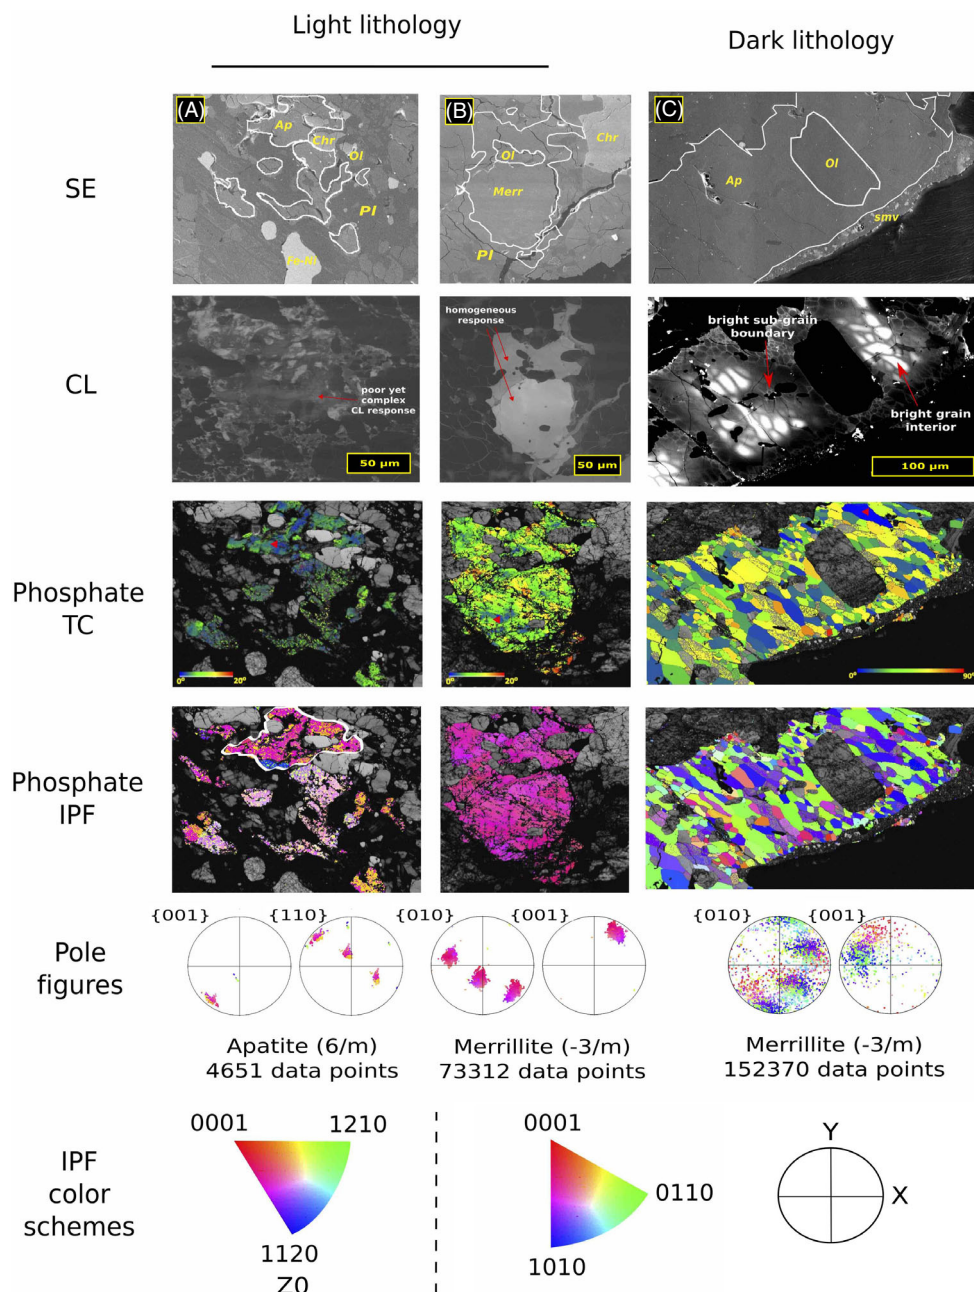 Light lithology
Dark lithology
SE
(A)
Ap
Chr
Ol
Pl
Fe-Ni
(B)
Chr
Ol
Merr
Pl
(C)
Ol
Ap
smv
CL
poor yet
complex
CL response
50 µm
homogeneous
response
50 µm
bright sub-grain
boundary
bright grain
interior
100 µm
Phosphate
TC
0° 20°
0° 20°
0° 90°
Phosphate
IPF
Pole
figures
{001} {110} {010} {001} {010} {001}
Apatite (6/m)
4651 data points
Merrillite (-3/m)
73312 data points
Merrillite (-3/m)
152370 data points
IPF
color
schemes
0001 1210
1120
Z0
0001
0110
1010
Y
X